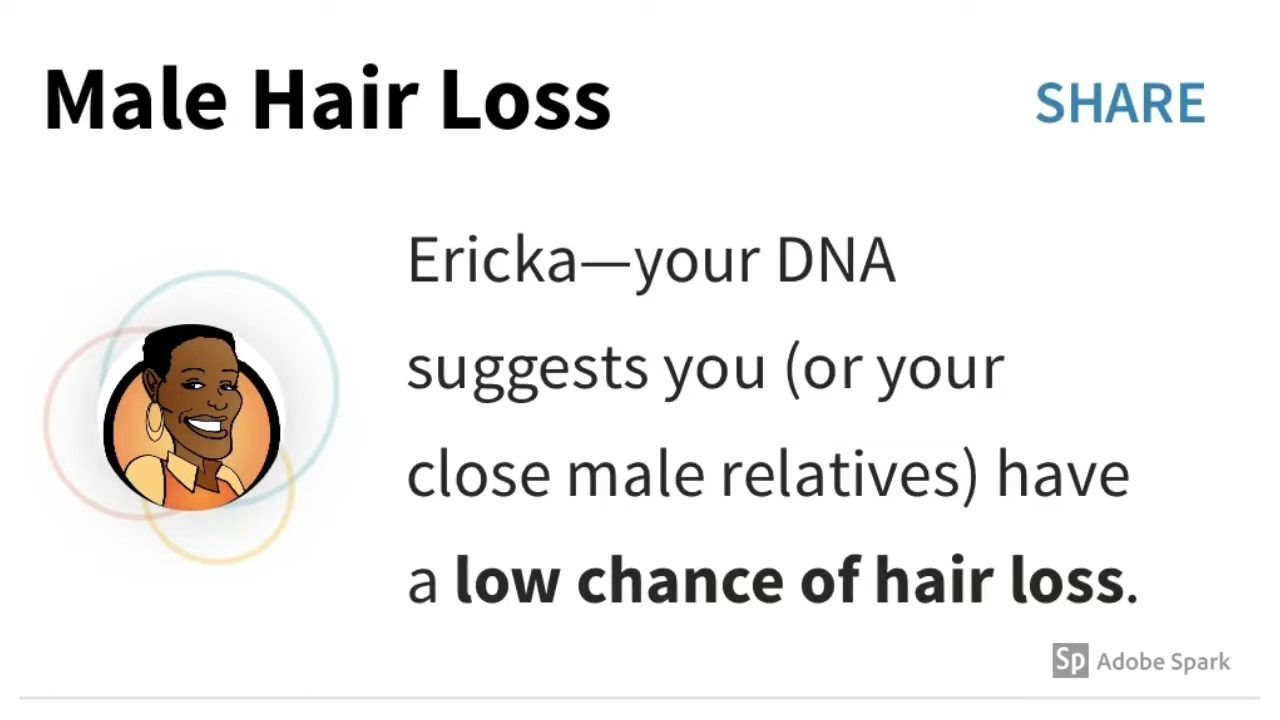 Male Hair Loss
SHARE
Ericka—your DNA
suggests you (or your
close male relatives) have
a low chance of hair loss.
Sp Adobe Spark